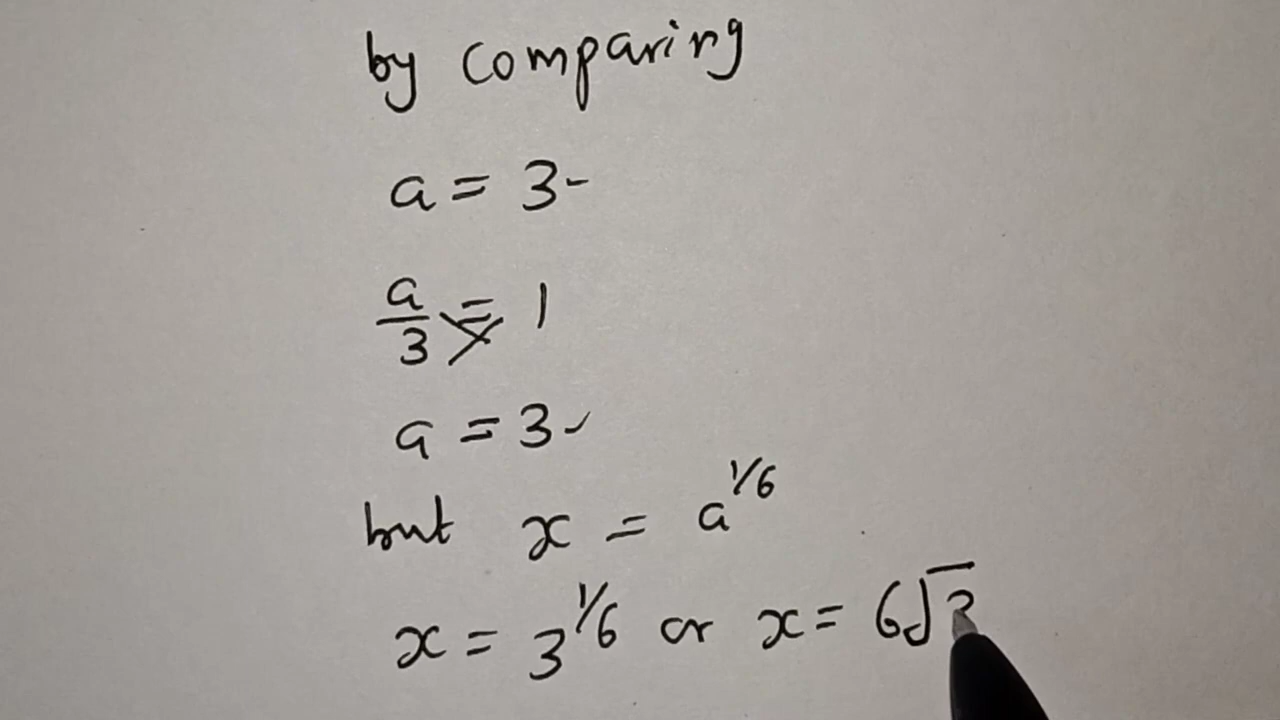 by comparing
a = 3-
a/3 = 1
a = 3
but x = a^1/6
x = 3^1/6 or x = 6√3